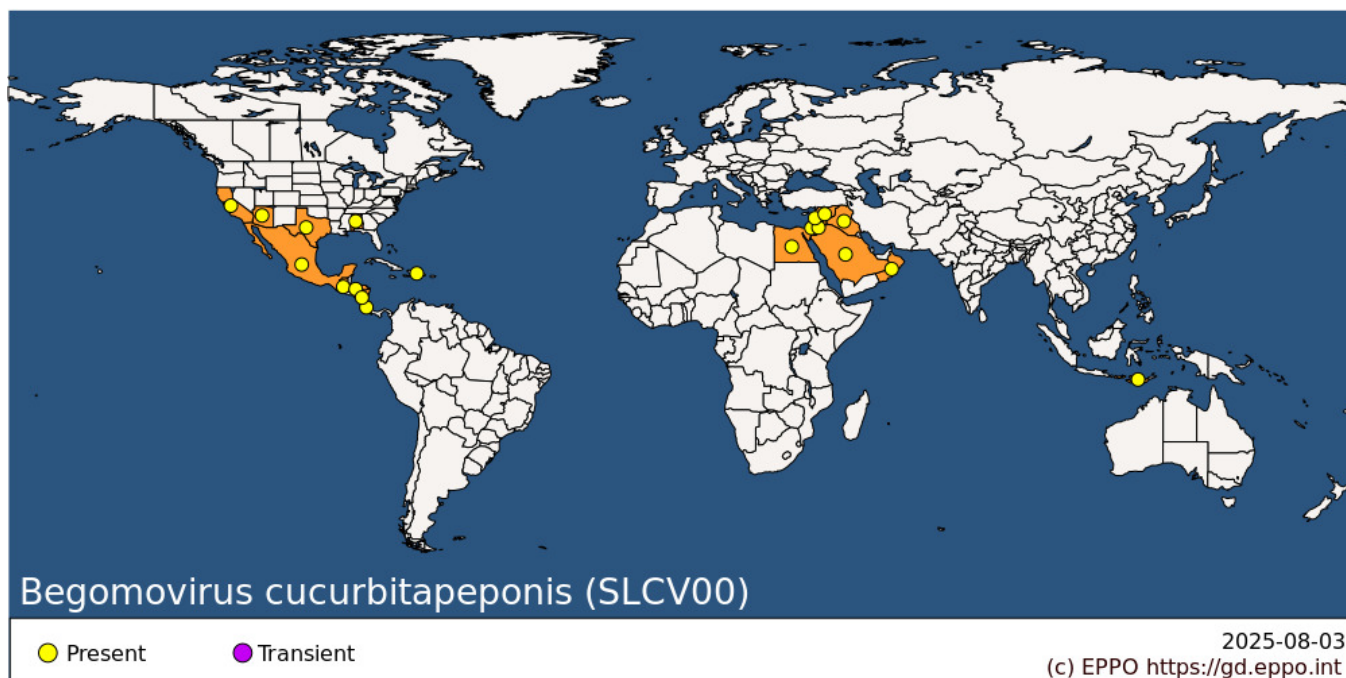 Begomovirus cucurbitapeponis (SLCV00)
Present
Transient
2025-08-03
(c) EPPO https://gd.eppo.int